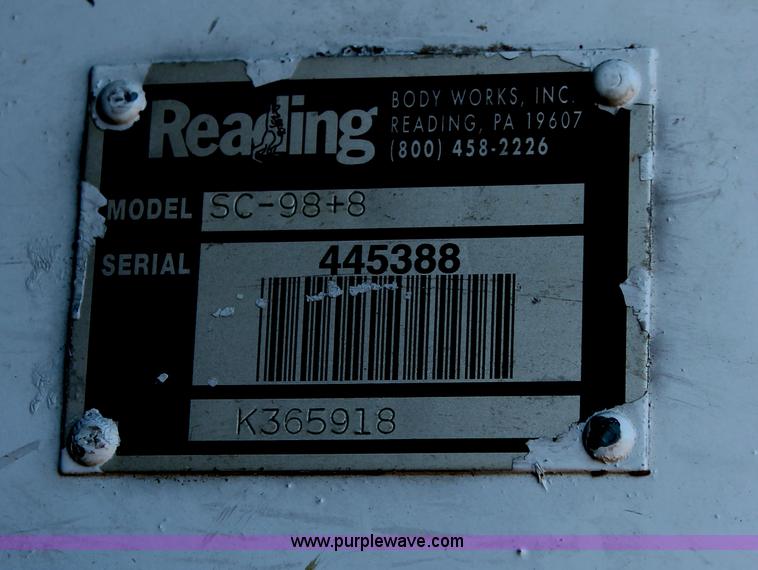 Reading
BODY WORKS, INC.
READING, PA 19607
(800) 458-2226
MODEL SC-98+8
SERIAL 445388
K365918
www.purplewave.com